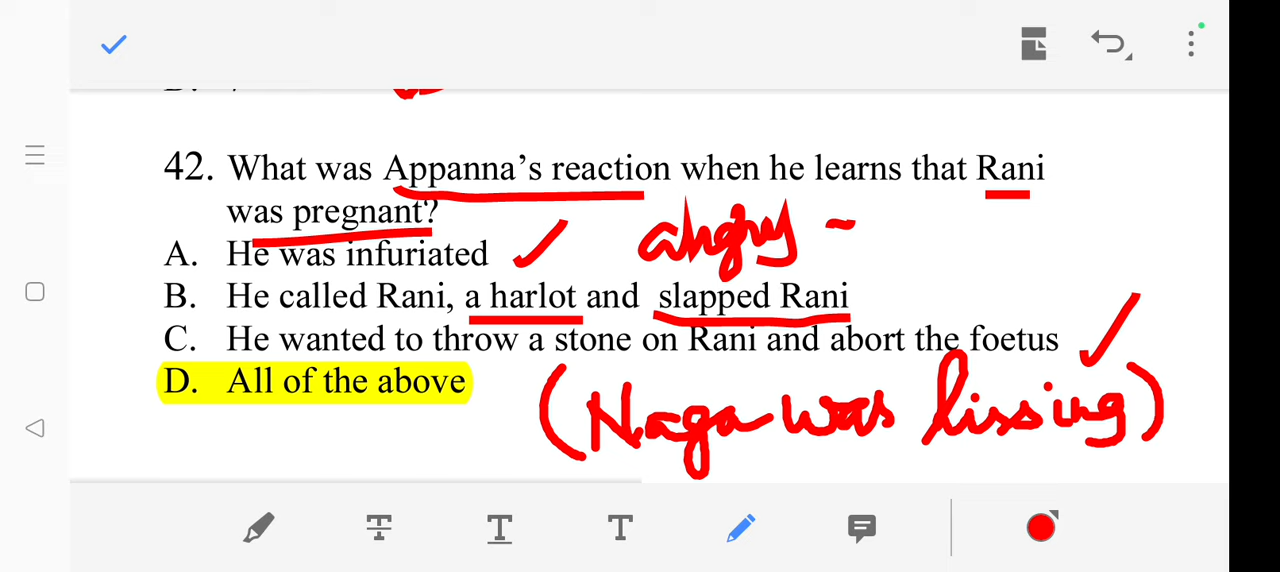 42. What was Appanna's reaction when he learns that Rani
was pregnant?
angry -
A. He was infuriated
B. He called Rani, a harlot and slapped Rani
C. He wanted to throw a stone on Rani and abort the foetus
D. All of the above
(Naga was hissing)
T T T